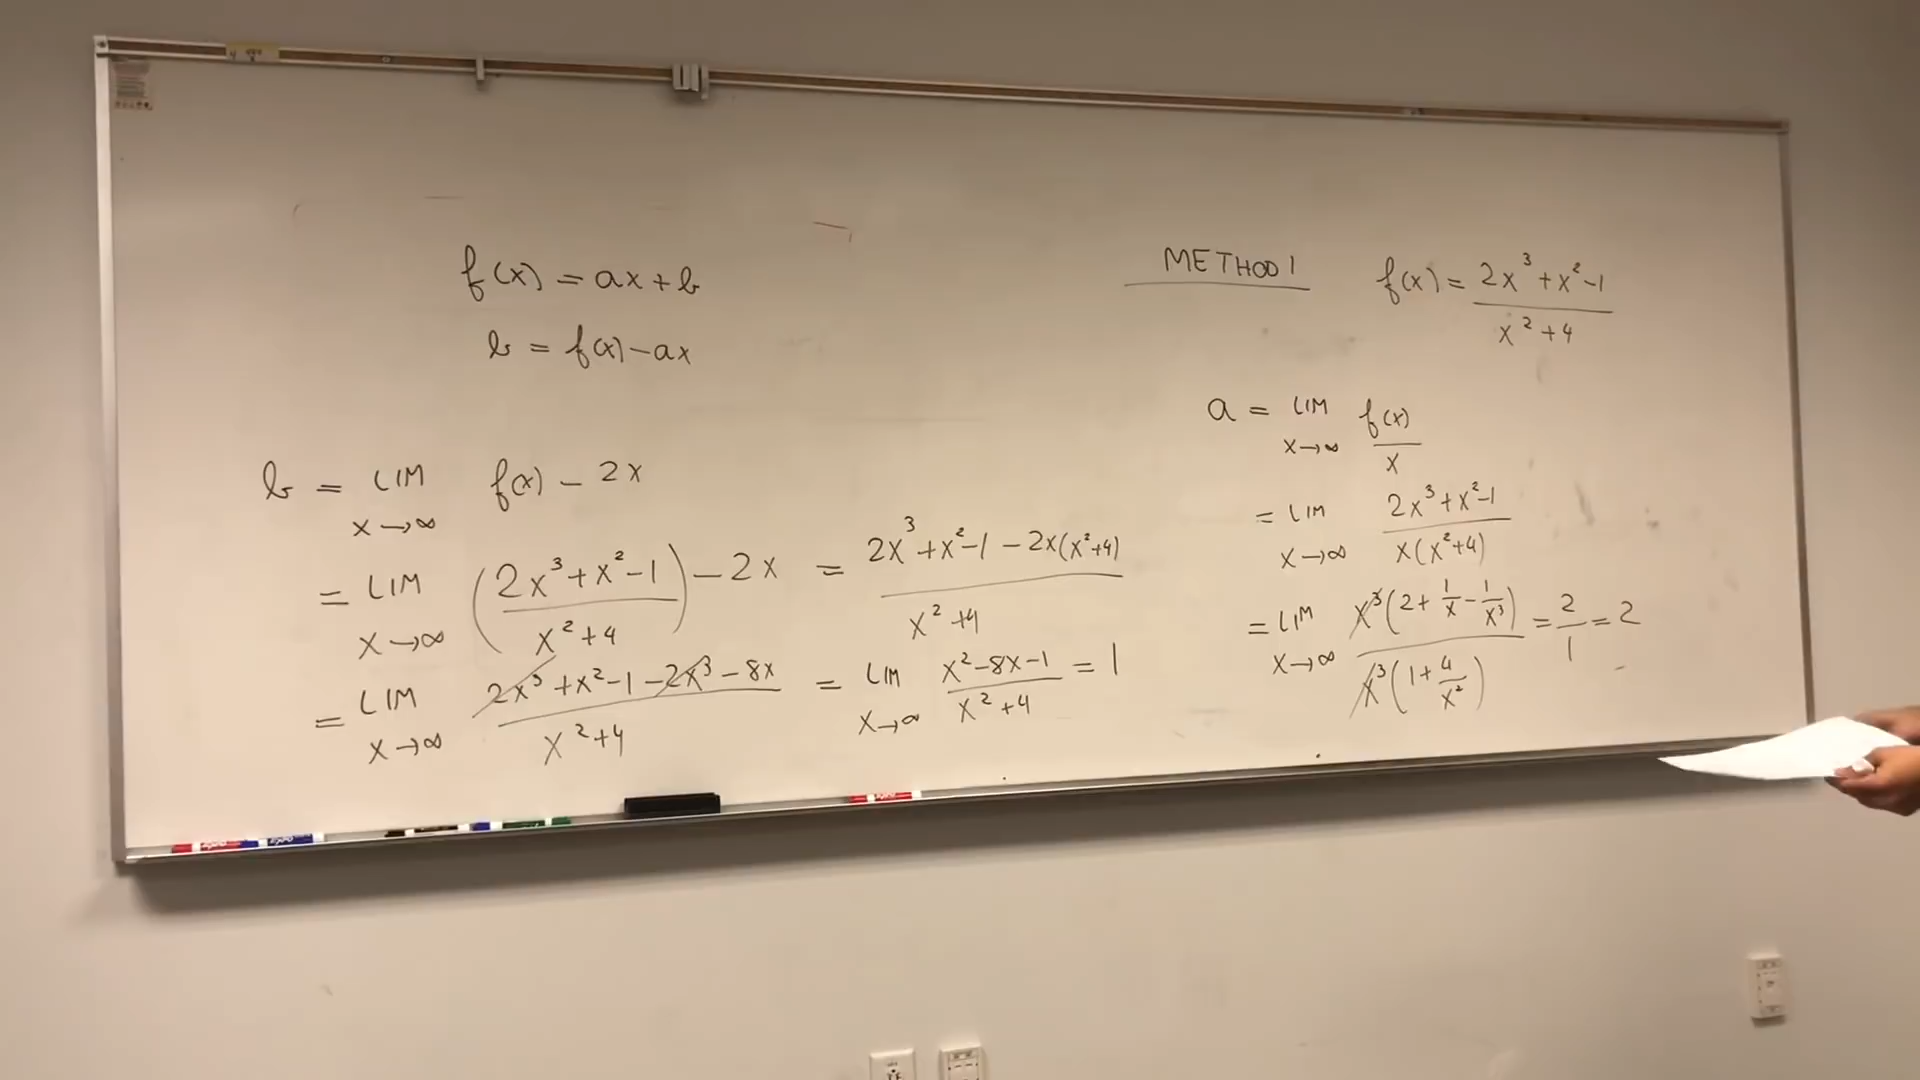 f(x) = ax + b
b = f(x) - ax
b = LIM x→∞ f(x) - 2x
= LIM x→∞ ((2x³ + x² - 1)/(x² + 4)) - 2x = (2x³ + x² - 1 - 2x(x² + 4))/(x² + 4)
= LIM x→∞ (2x³ + x² - 1 - 2x³ - 8x)/(x² + 4) = LIM x→∞ (x² - 8x - 1)/(x² + 4) = 1
METHOD 1 f(x) = (2x³ + x² - 1)/(x² + 4)
a = LIM x→∞ f(x)/x
= LIM x→∞ (2x³ + x² - 1)/(x(x² + 4))
= LIM x→∞ (x³(2 + 1/x - 1/x³))/(x³(1 + 4/x²)) = 2/1 = 2